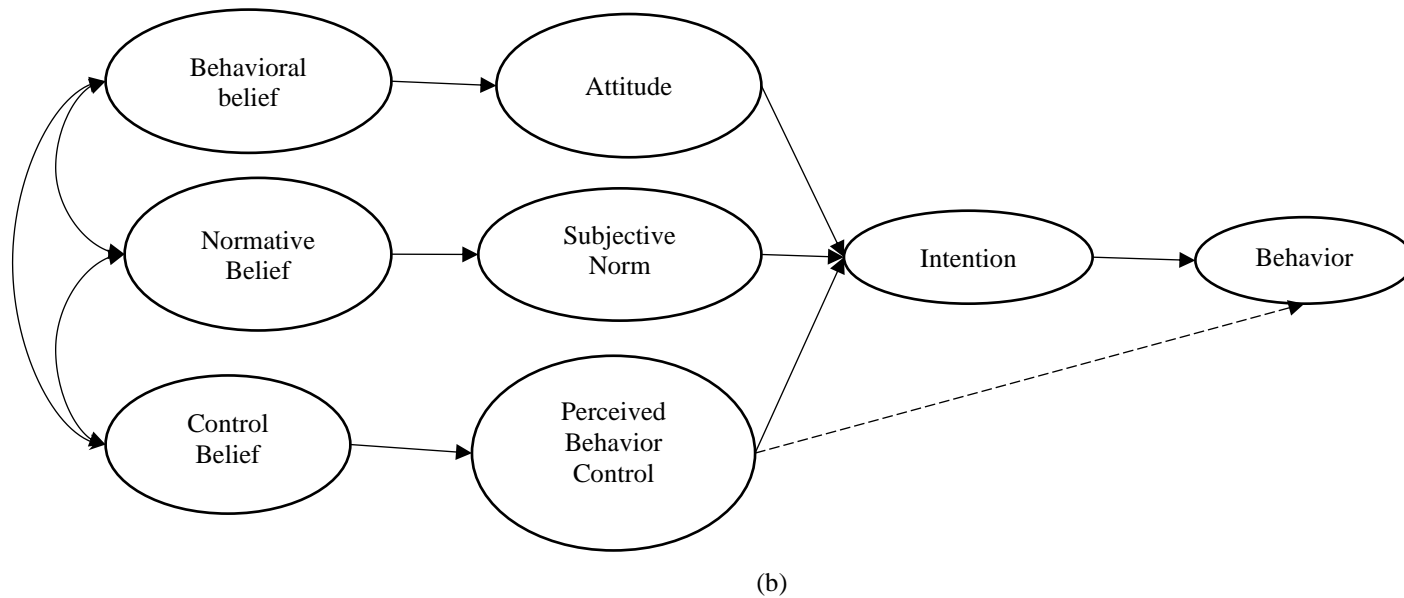 Behavioral
belief
Attitude
Normative
Belief
Subjective
Norm
Intention
Behavior
Control
Belief
Perceived
Behavior
Control
(b)